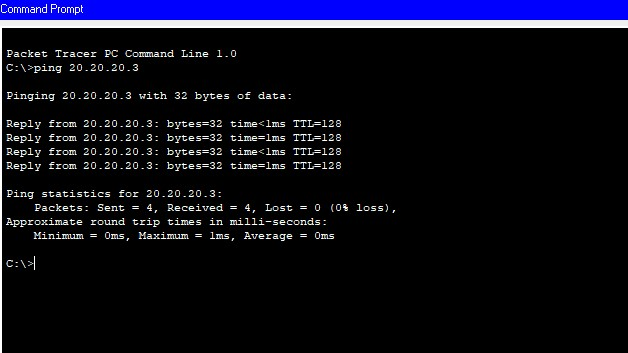 Command Prompt
Packet Tracer PC Command Line 1.0
C:\>ping 20.20.20.3
Pinging 20.20.20.3 with 32 bytes of data:
Reply from 20.20.20.3: bytes=32 time<1ms TTL=128
Reply from 20.20.20.3: bytes=32 time=1ms TTL=128
Reply from 20.20.20.3: bytes=32 time<1ms TTL=128
Reply from 20.20.20.3: bytes=32 time=1ms TTL=128
Ping statistics for 20.20.20.3:
Packets: Sent = 4, Received = 4, Lost = 0 (0% loss),
Approximate round trip times in milli-seconds:
Minimum = 0ms, Maximum = 1ms, Average = 0ms
C:\>